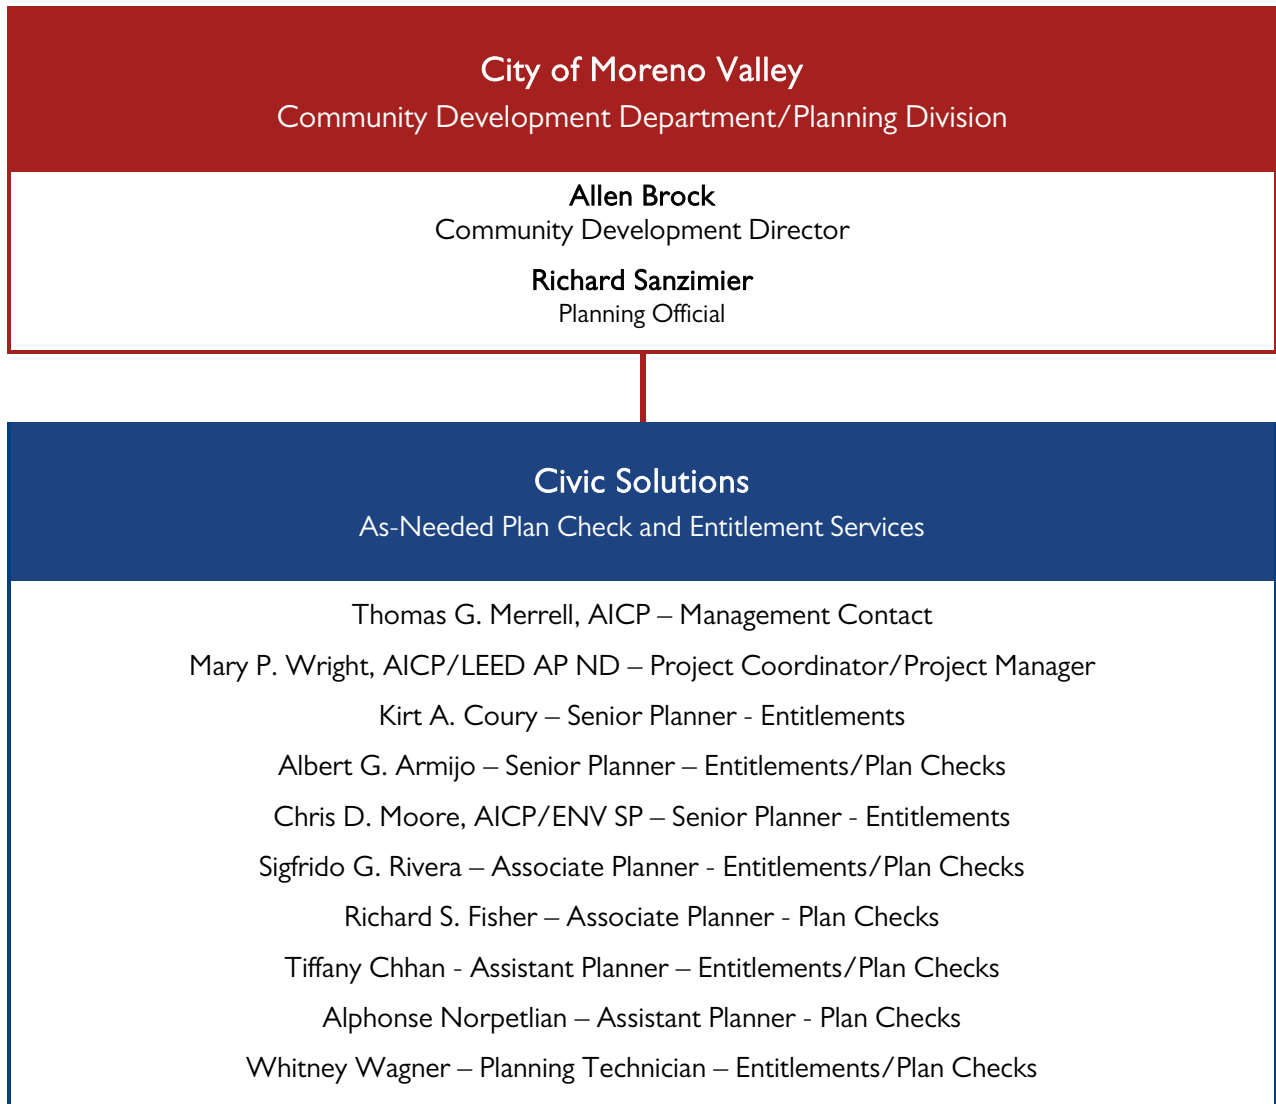 City of Moreno Valley
Community Development Department/Planning Division
Allen Brock
Community Development Director
Richard Sanzimier
Planning Official
Civic Solutions
As-Needed Plan Check and Entitlement Services
Thomas G. Merrell, AICP – Management Contact
Mary P. Wright, AICP/LEED AP ND – Project Coordinator/Project Manager
Kirt A. Coury – Senior Planner - Entitlements
Albert G. Armijo – Senior Planner – Entitlements/Plan Checks
Chris D. Moore, AICP/ENV SP – Senior Planner - Entitlements
Sigfrido G. Rivera – Associate Planner - Entitlements/Plan Checks
Richard S. Fisher – Associate Planner - Plan Checks
Tiffany Chhan - Assistant Planner – Entitlements/Plan Checks
Alphonse Norpetlian – Assistant Planner - Plan Checks
Whitney Wagner – Planning Technician – Entitlements/Plan Checks